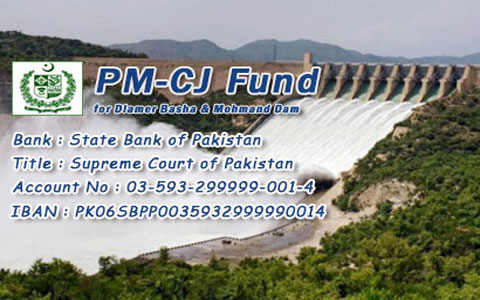 PM-CJ Fund
for Diamer Basha & Mohmand Dam
Bank : State Bank of Pakistan
Title : Supreme Court of Pakistan
Account No : 03-593-299999-001-4
IBAN : PK06SBPP0035932999990014